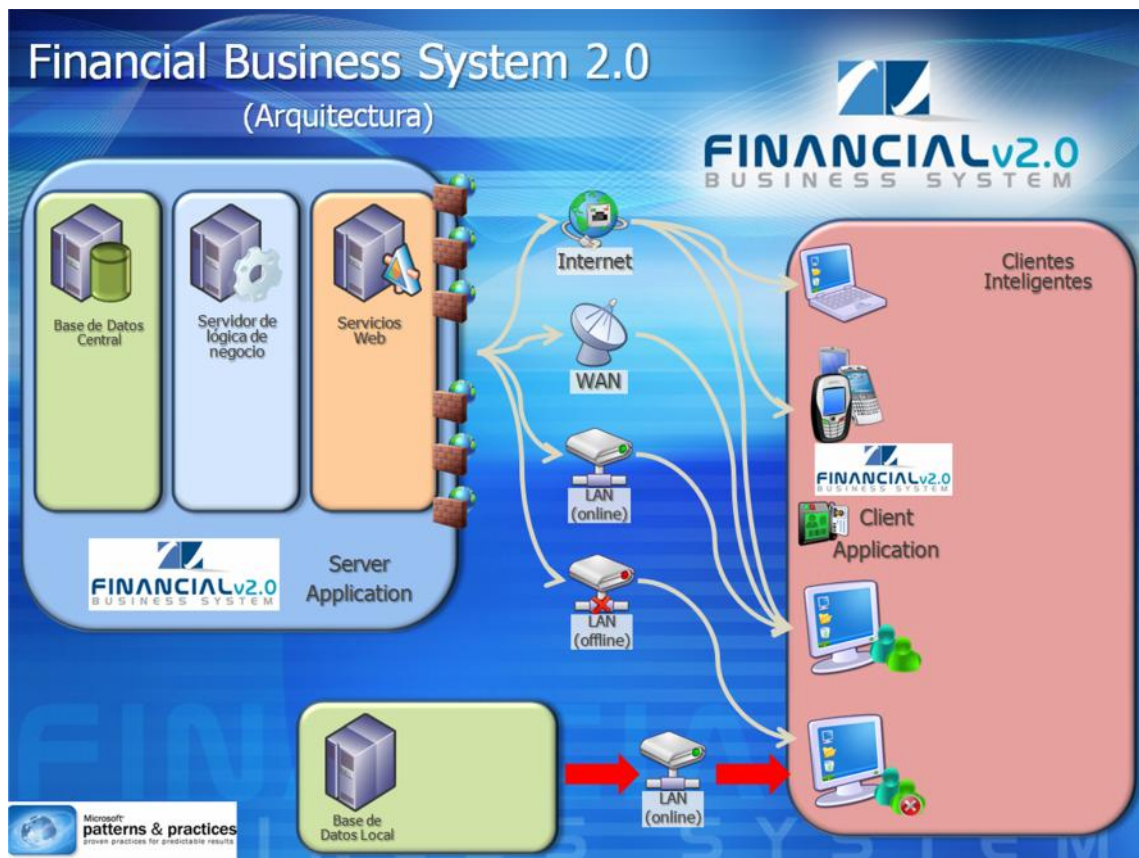 Financial Business System 2.0
(Arquitectura)
FINANCIALv2.0
BUSINESS SYSTEM
Base de Datos
Central
Servidor de
lógica de
negocio
Servicios
Web
FINANCIALv2.0
BUSINESS SYSTEM
Server
Application
Internet
WAN
LAN
(online)
LAN
(offline)
Clientes
Inteligentes
FINANCIALv2.0
BUSINESS SYSTEM
Client
Application
Base de
Datos Local
LAN
(online)
Microsoft
patterns & practices
proven practices for predictable results